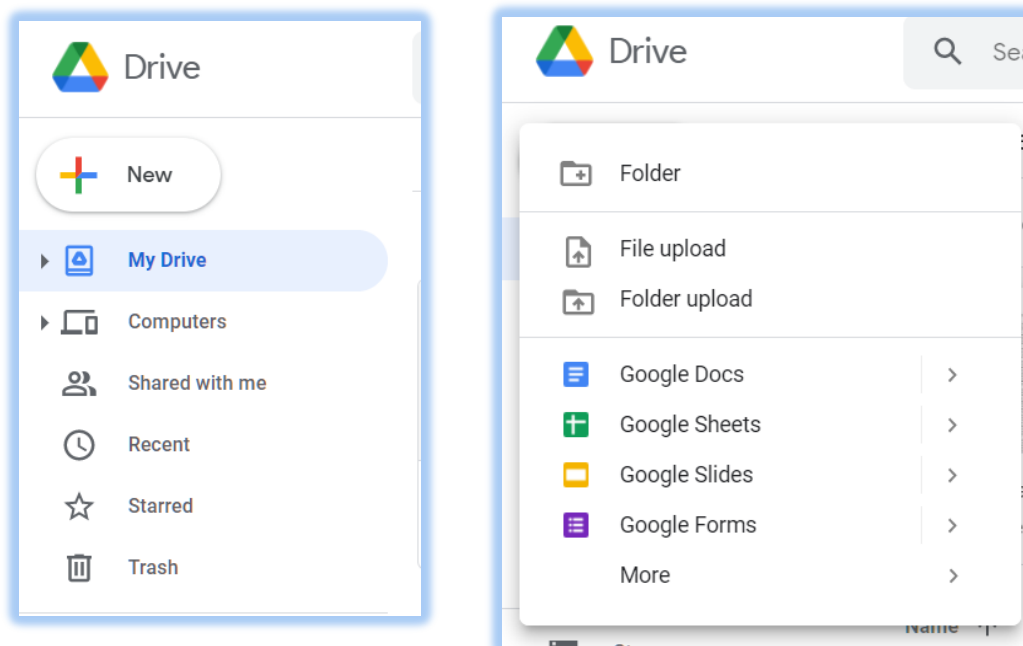 Drive
New
My Drive
Computers
Shared with me
Recent
Starred
Trash
Drive
Folder
File upload
Folder upload
Google Docs
Google Sheets
Google Slides
Google Forms
More
Name